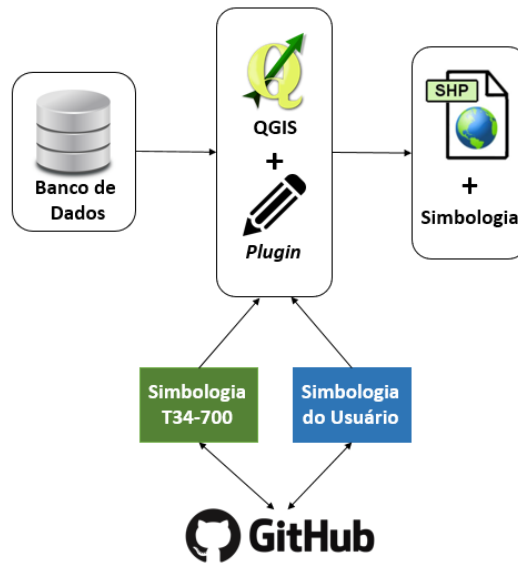 Banco de
Dados
Q
QGIS
+
Plugin
SHP
+
Simbologia
Simbologia
T34-700
Simbologia
do Usuário
GitHub